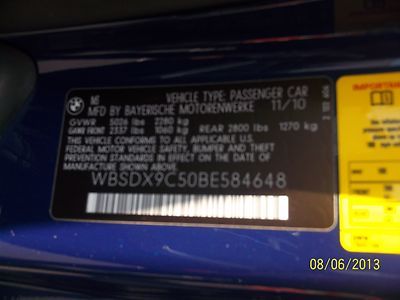 NS VEHICLE TYPE: PASSENGER CAR
MFD BY BAYERISCHE MOTORENWERKE 11/10
GVWR 5026 lbs 2280 kg
GAWR FRONT 2337 lbs 1060 kg REAR 2800 lbs 1270 kg
THIS VEHICLE CONFORMS TO ALL APPLICABLE
FEDERAL MOTOR VEHICLE SAFETY, BUMPER, AND
THEFT PREVENTION STANDARDS IN EFFECT ON THE DATE OF
MANUFACTURE SHOWN ABOVE.
WBSDX9C50BE584648
IMPORTANT
08/06/2013